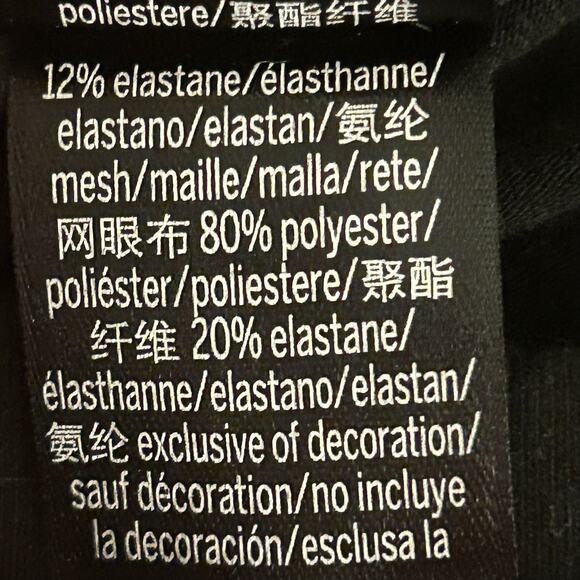 poliestere/聚酯纤维
12% elastane/élasthanne/
elastano/elastan/氨纶
mesh/maille/malla/rete/
网眼布 80% polyester/
poliéster/poliestere/聚酯
纤维 20% elastane/
élasthanne/elastano/elastan/
氨纶 exclusive of decoration/
sauf décoration/no incluye
la decoración/esclusa la